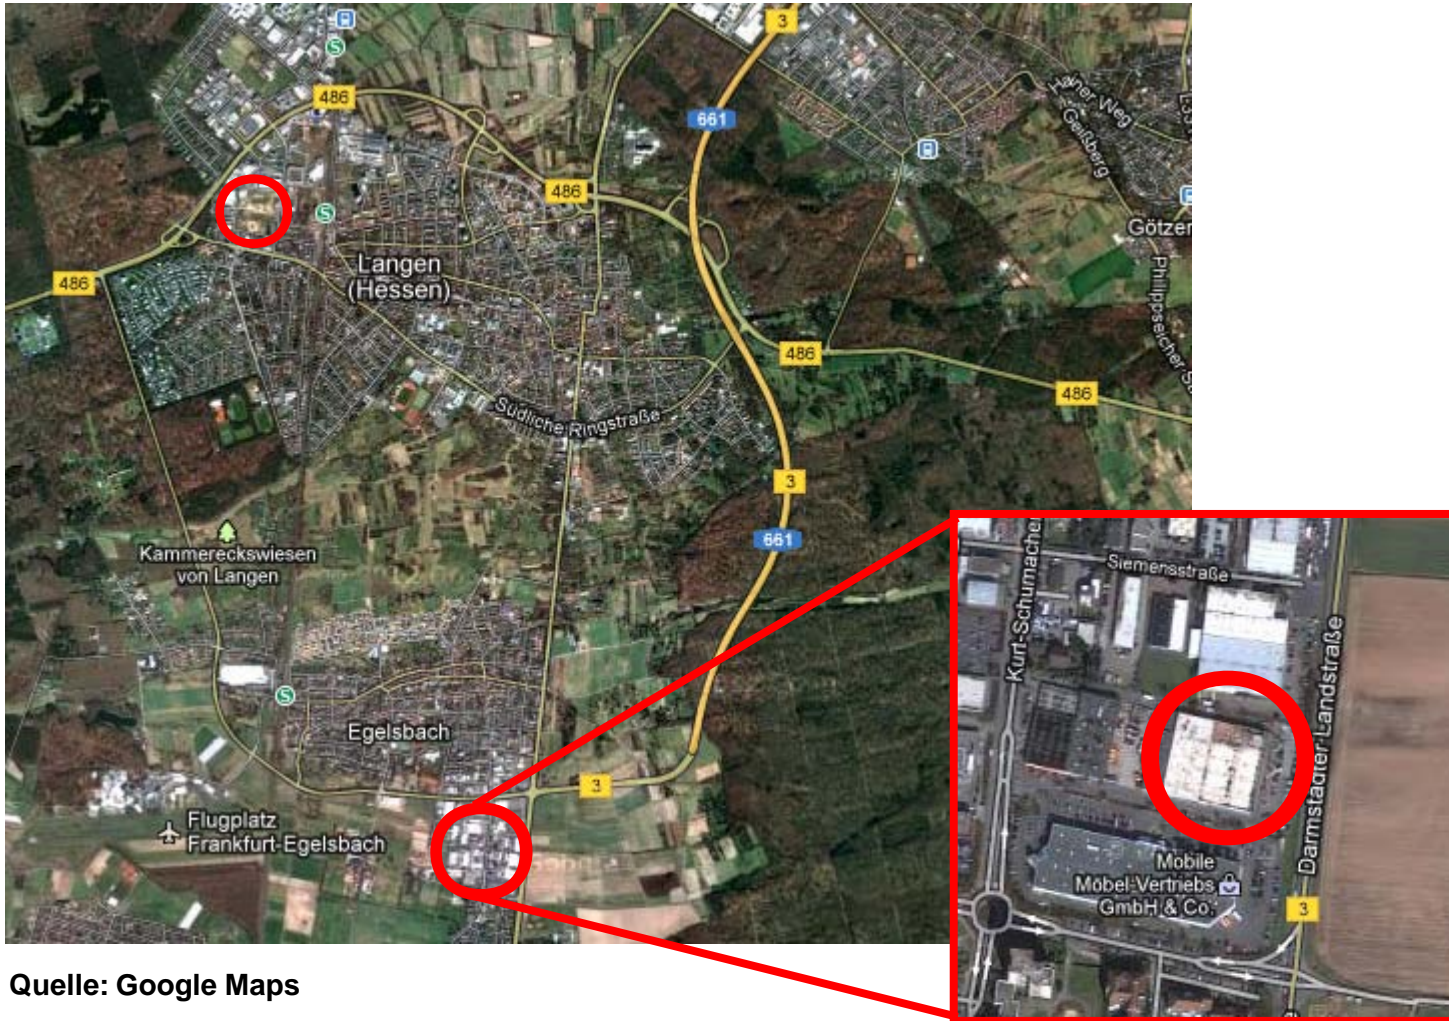 3
486
661
ner Weg
Geißberg
486
Götzer
Langen
(Hessen)
486
Philippseicher
486
486
Südliche Ringstraße
3
661
Kammereckswiesen
von Langen
Siemensstraße
Kurt-Schumacher
Darmstädter-Landstraße
Egelsbach
3
Flugplatz
Frankfurt-Egelsbach
Mobile
Möbel-Vertriebs
GmbH & Co.
3
S
S
S
Quelle: Google Maps